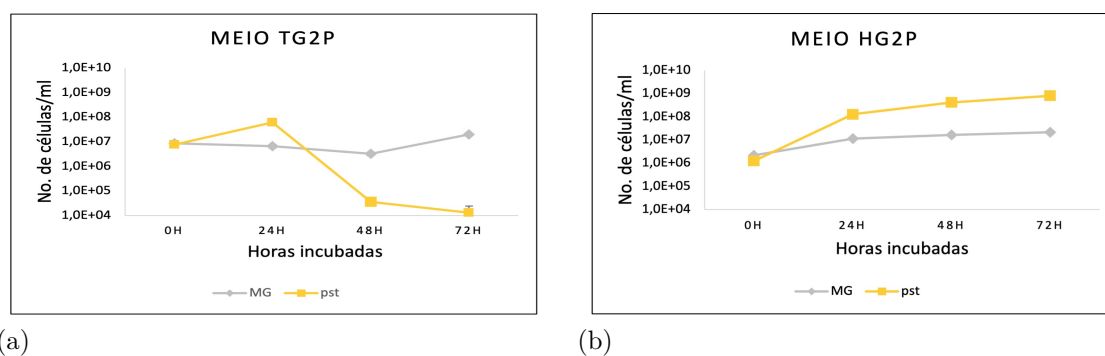 MEIO TG2P
No. de células/ml
1,0E+10
1,0E+09
1,0E+08
1,0E+07
1,0E+06
1,0E+05
1,0E+04
0H 24H 48H 72H
Horas incubadas
MG pst
(a)
MEIO HG2P
No. de células/ml
1,0E+10
1,0E+09
1,0E+08
1,0E+07
1,0E+06
1,0E+05
1,0E+04
0H 24H 48H 72H
Horas incubadas
MG pst
(b)